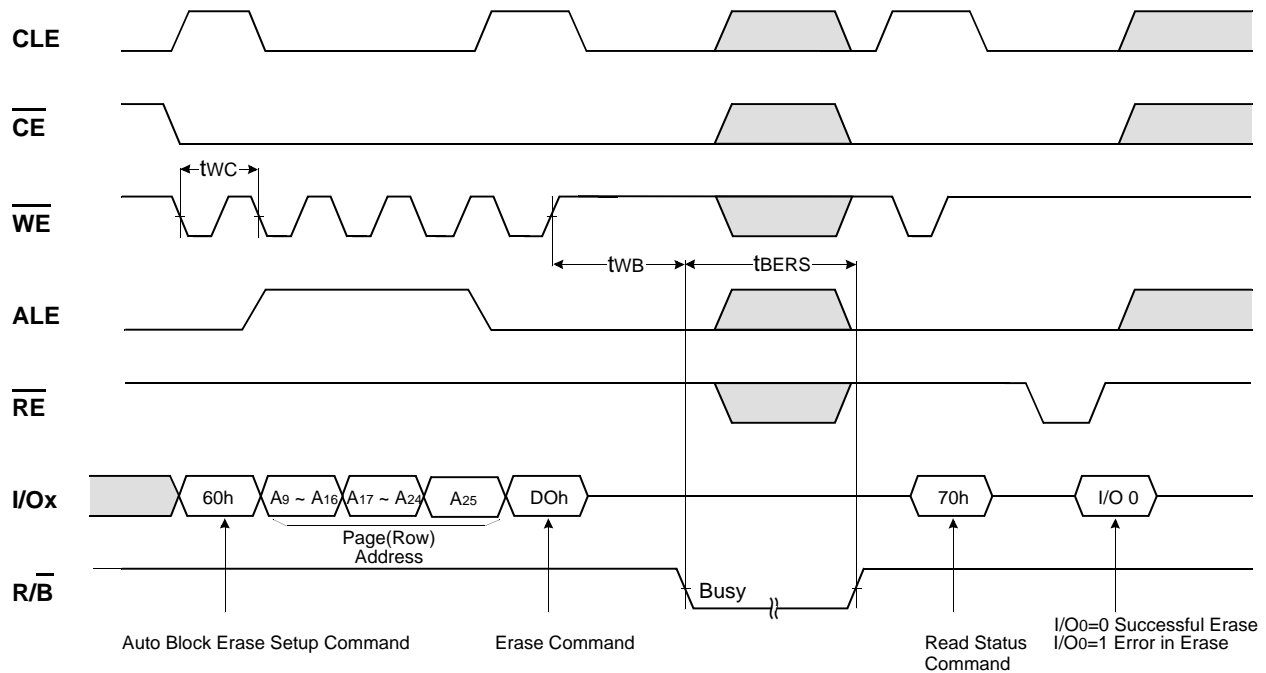 CLE
CE
tWC
WE
tWB
tBERS
ALE
RE
I/Ox
60h
A9 ~ A16
A17 ~ A24
A25
DOh
70h
I/O 0
Page(Row)
Address
R/B
Busy
Auto Block Erase Setup Command
Erase Command
Read Status
Command
I/O0=0 Successful Erase
I/O0=1 Error in Erase